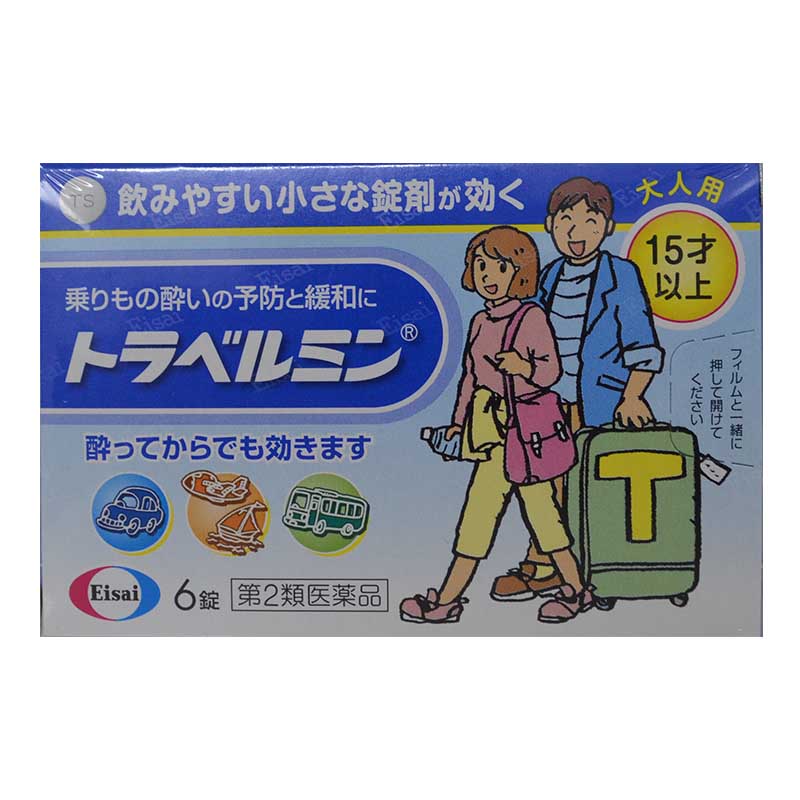 TS
飲みやすい小さな錠剤が効く
大人用
15才
以上
乗りもの酔いの予防と緩和に
トラベルミン®
フィルムと一緒に
押して開けて
ください
酔ってからでも効きます
T
Eisai
6錠
第2類医薬品